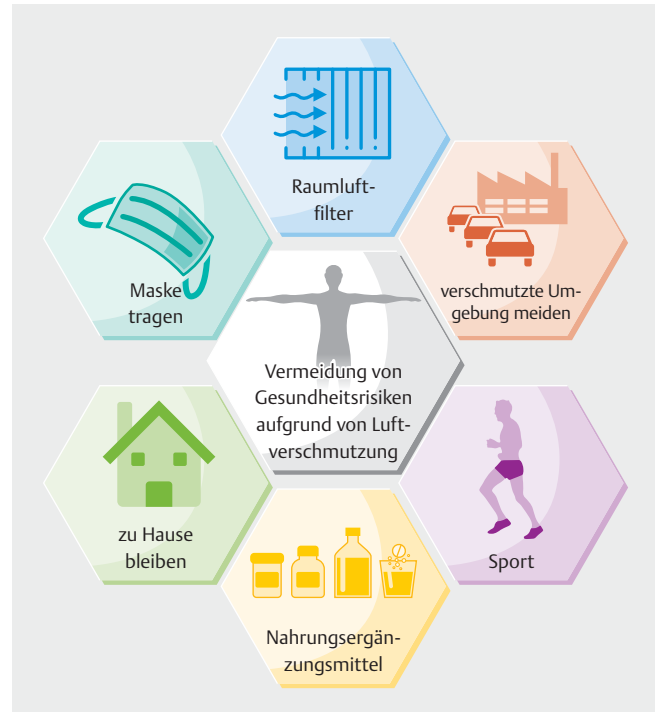 Raumluft-
filter
Maske
tragen
verschmutzte Um-
gebung meiden
Vermeidung von
Gesundheitsrisiken
aufgrund von Luft-
verschmutzung
zu Hause
bleiben
Sport
Nahrungsergän-
zungsmittel